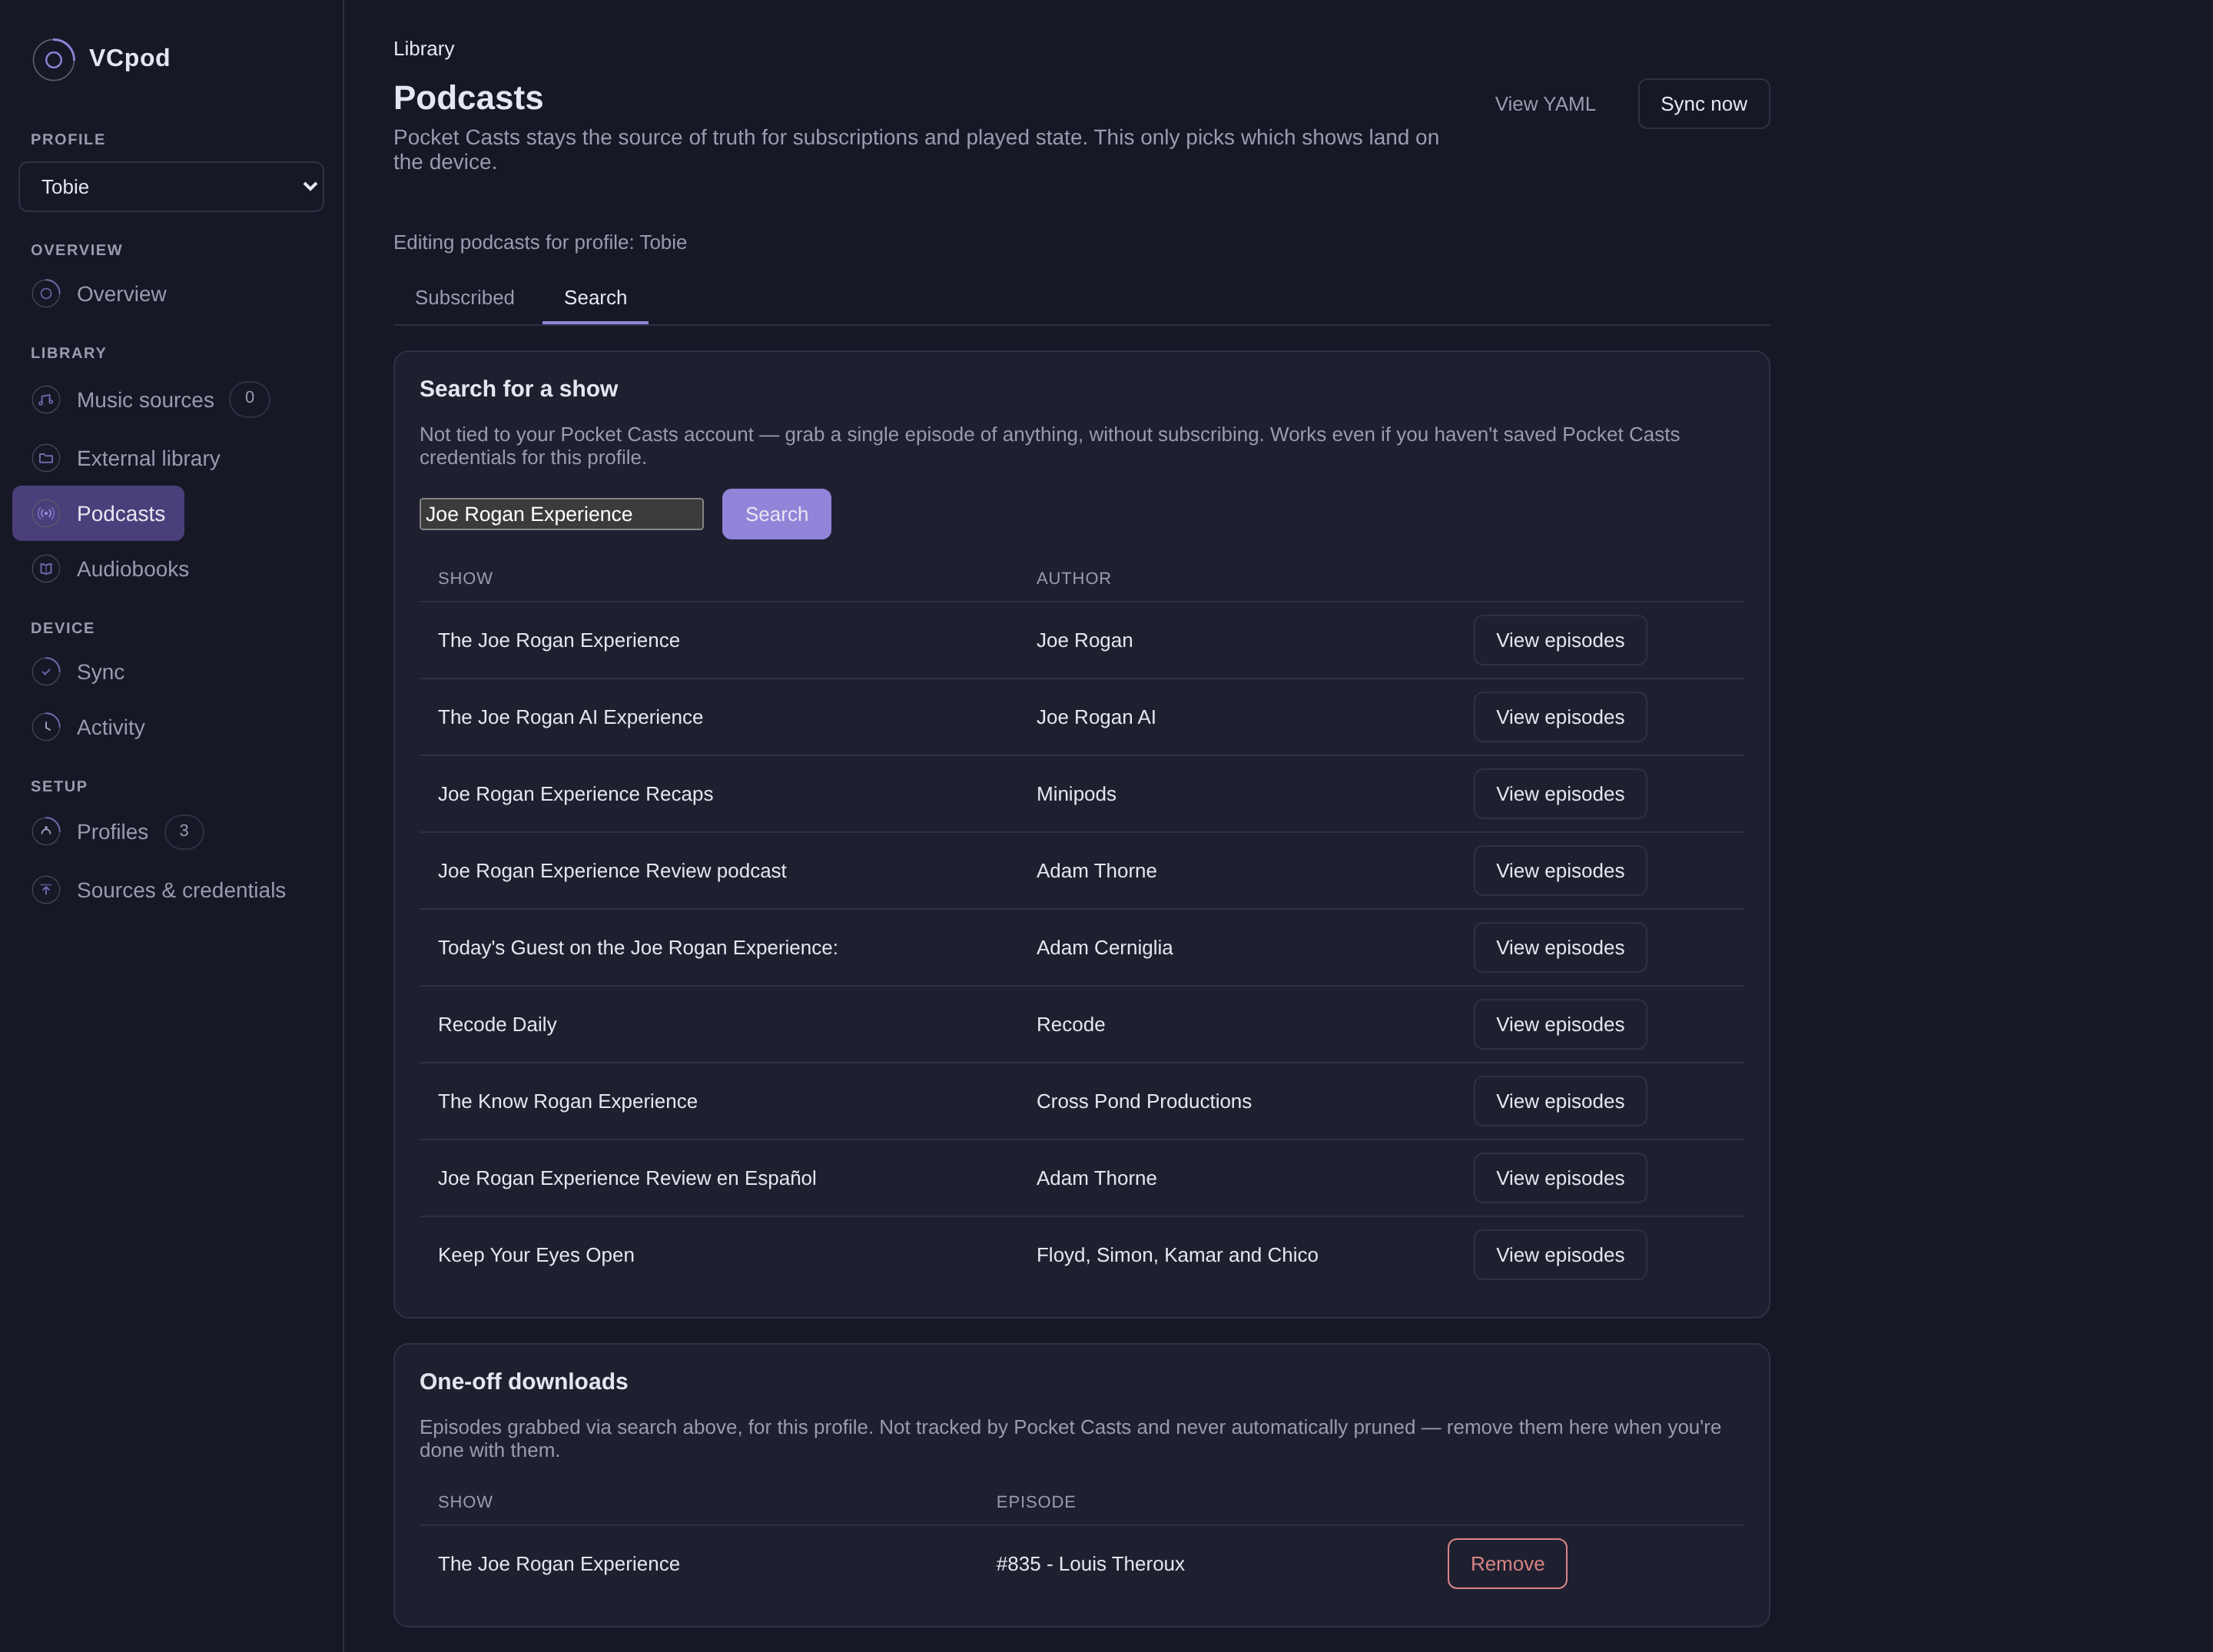 VCpod
PROFILE
Tobie
OVERVIEW
Overview
LIBRARY
Music sources 0
External library
Podcasts
Audiobooks
DEVICE
Sync
Activity
SETUP
Profiles 3
Sources & credentials
Library
Podcasts
View YAML
Sync now
Pocket Casts stays the source of truth for subscriptions and played state. This only picks which shows land on
the device.
Editing podcasts for profile: Tobie
Subscribed Search
Search for a show
Not tied to your Pocket Casts account — grab a single episode of anything, without subscribing. Works even if you haven't saved Pocket Casts
credentials for this profile.
Joe Rogan Experience Search
SHOW AUTHOR
The Joe Rogan Experience Joe Rogan View episodes
The Joe Rogan AI Experience Joe Rogan AI View episodes
Joe Rogan Experience Recaps Minipods View episodes
Joe Rogan Experience Review podcast Adam Thorne View episodes
Today's Guest on the Joe Rogan Experience: Adam Cerniglia View episodes
Recode Daily Recode View episodes
The Know Rogan Experience Cross Pond Productions View episodes
Joe Rogan Experience Review en Español Adam Thorne View episodes
Keep Your Eyes Open Floyd, Simon, Kamar and Chico View episodes
One-off downloads
Episodes grabbed via search above, for this profile. Not tracked by Pocket Casts and never automatically pruned — remove them here when you're
done with them.
SHOW EPISODE
The Joe Rogan Experience #835 - Louis Theroux Remove